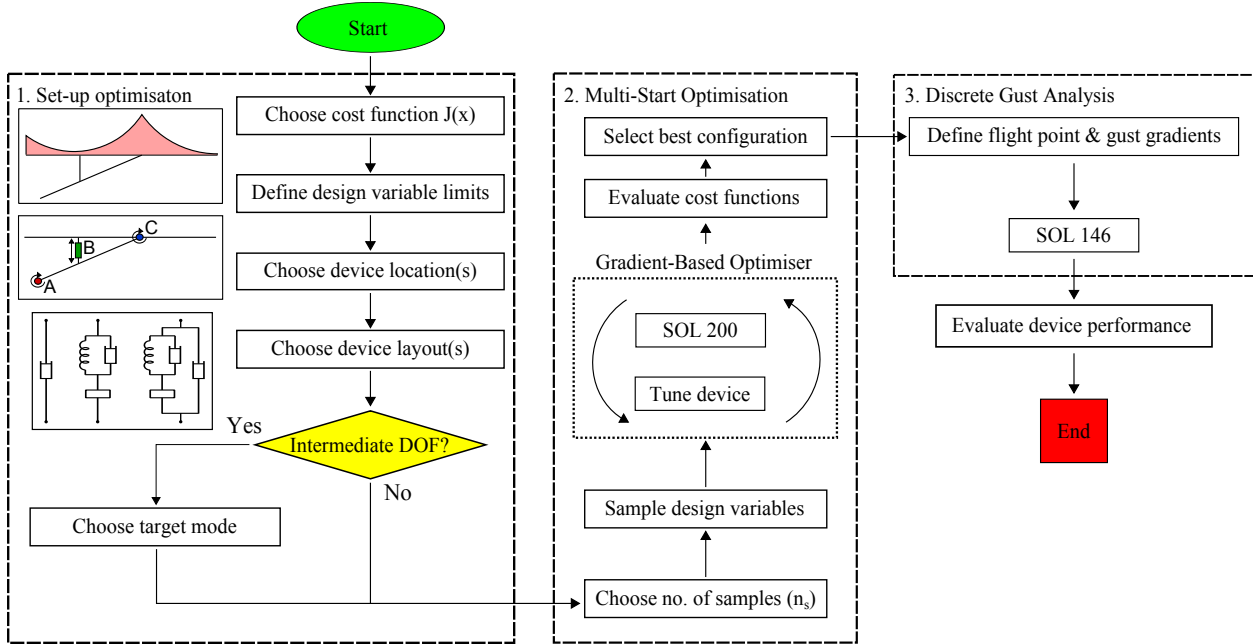 Start
1. Set-up optimisaton
Choose cost function J(x)
Define design variable limits
B
C
A
Choose device location(s)
Choose device layout(s)
Intermediate DOF?
Yes
No
Choose target mode
2. Multi-Start Optimisation
Select best configuration
Evaluate cost functions
Gradient-Based Optimiser
SOL 200
Tune device
Sample design variables
Choose no. of samples (nₛ)
3. Discrete Gust Analysis
Define flight point & gust gradients
SOL 146
Evaluate device performance
End